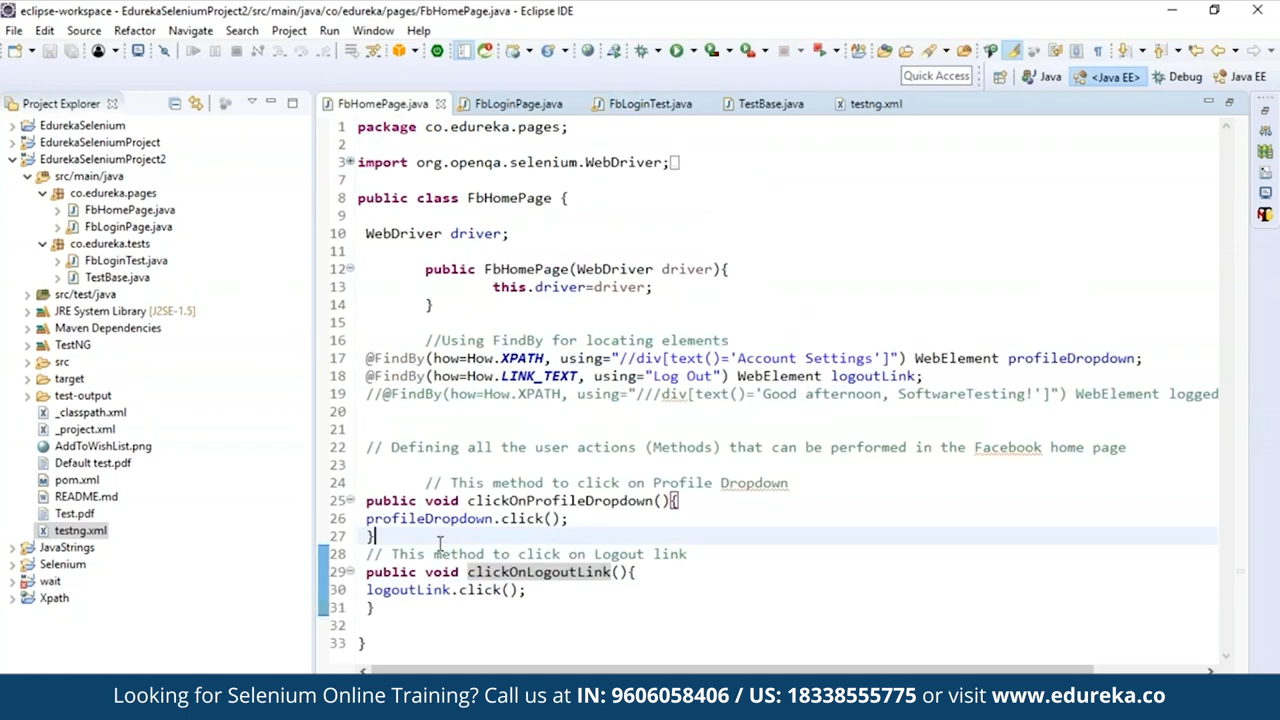 eclipse-workspace - EdurekaSeleniumProject2/src/main/java/co/edureka/pages/FbHomePage.java - Eclipse IDE
File Edit Source Refactor Navigate Search Project Run Window Help
Quick Access Java <Java EE> Debug Java EE
Project Explorer
EdurekaSelenium
EdurekaSeleniumProject
EdurekaSeleniumProject2
src/main/java
co.edureka.pages
FbHomePage.java
FbLoginPage.java
co.edureka.tests
FbLoginTest.java
TestBase.java
src/test/java
JRE System Library [J2SE-1.5]
Maven Dependencies
TestNG
src
target
test-output
_classpath.xml
_project.xml
AddToWishList.png
Default test.pdf
pom.xml
README.md
Test.pdf
testng.xml
JavaStrings
Selenium
wait
Xpath
FbHomePage.java FbLoginPage.java FbLoginTest.java TestBase.java testng.xml
1 package co.edureka.pages;
2
3 import org.openqa.selenium.WebDriver;
7
8 public class FbHomePage {
9
10 WebDriver driver;
11
12 public FbHomePage(WebDriver driver){
13 this.driver=driver;
14 }
15
16 //Using FindBy for locating elements
17 @FindBy(how=How.XPATH, using="//div[text()='Account Settings']") WebElement profileDropdown;
18 @FindBy(how=How.LINK_TEXT, using="Log Out") WebElement logoutLink;
19 //@FindBy(how=How.XPATH, using="///div[text()='Good afternoon, SoftwareTesting!']") WebElement logged
20
21
22 // Defining all the user actions (Methods) that can be performed in the Facebook home page
23
24 // This method to click on Profile Dropdown
25 public void clickOnProfileDropdown(){
26 profileDropdown.click();
27 }
28 // This method to click on Logout link
29 public void clickOnLogoutLink(){
30 logoutLink.click();
31 }
32
33 }
Looking for Selenium Online Training? Call us at IN: 9606058406 / US: 18338555775 or visit www.edureka.co